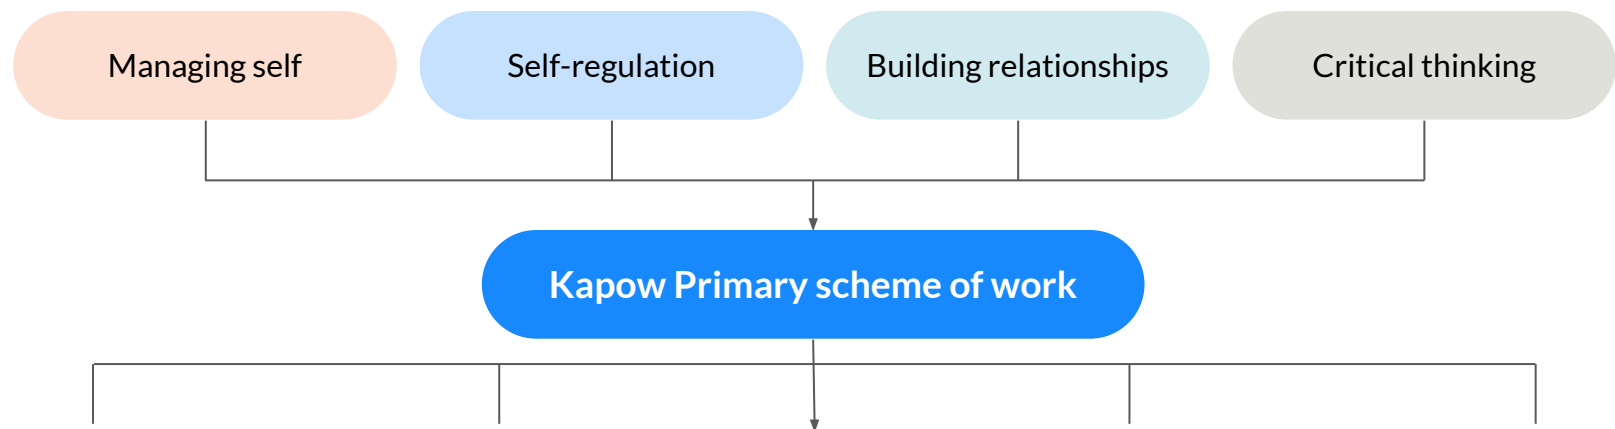 Managing self
Self-regulation
Building relationships
Critical thinking
Kapow Primary scheme of work